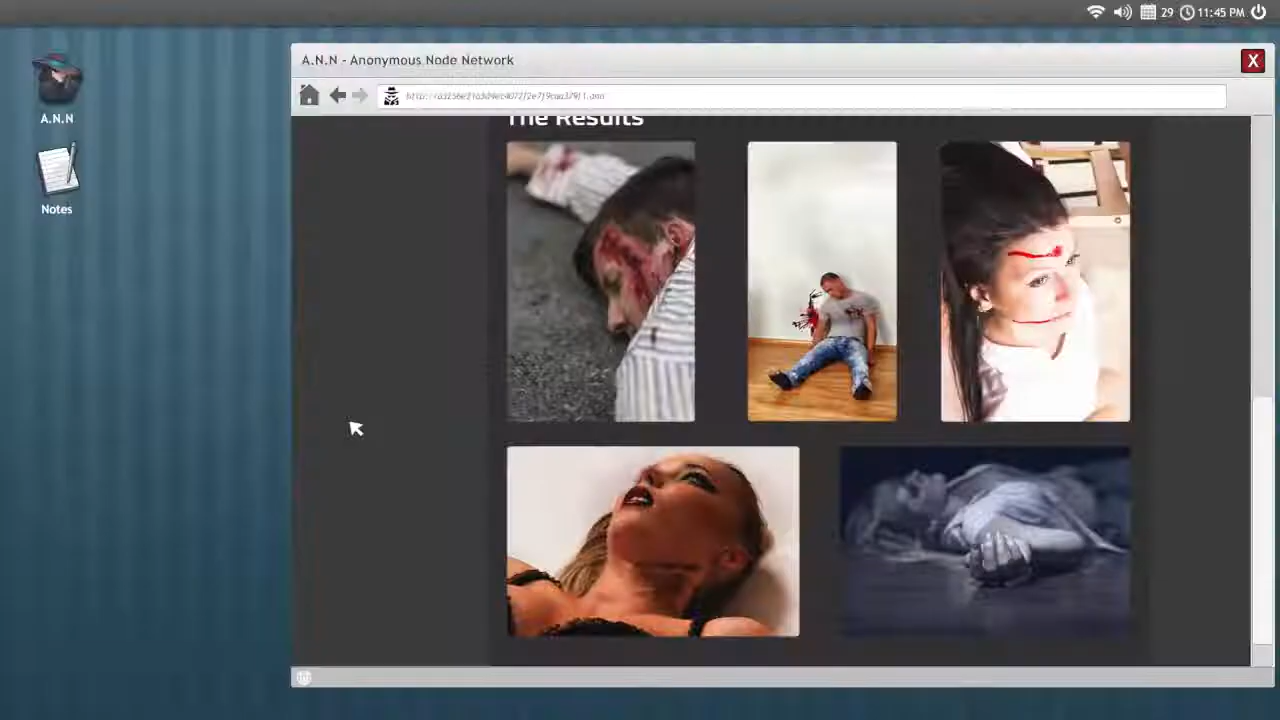 29 11:45 PM
A.N.N - Anonymous Node Network
X
A.N.N
The Results
Notes